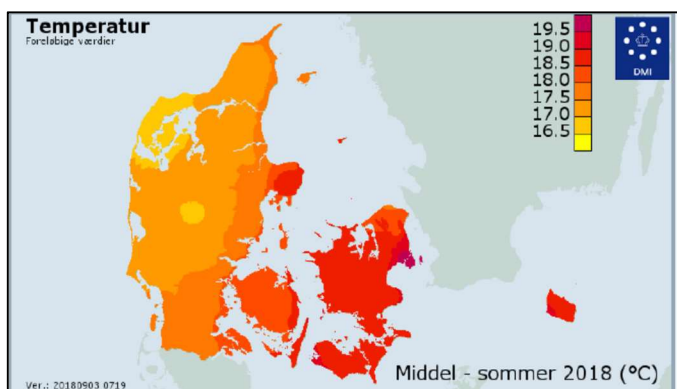 Temperatur
Foreløbige værdier
19.5
19.0
18.5
18.0
17.5
17.0
16.5
DMI
Middel - sommer 2018 (°C)
Ver.: 20180903 0719